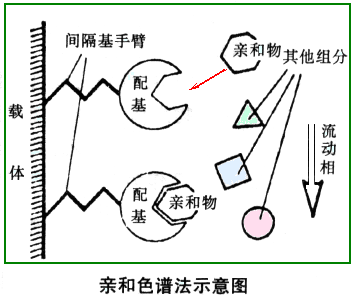 间隔基手臂
亲和物
其他组分
配
基
载
体
流
动
相
配
基
亲和物
亲和色谱法示意图